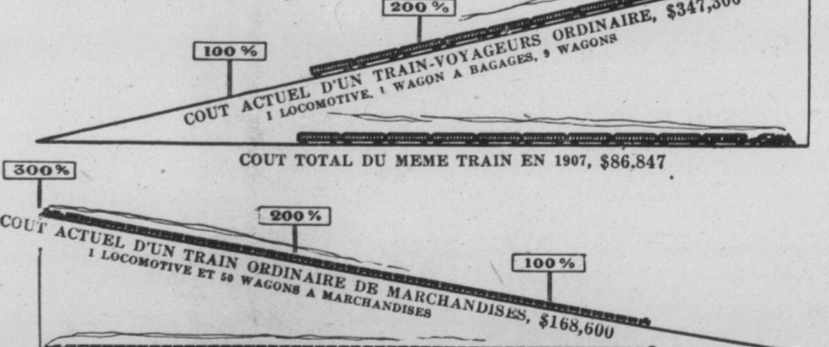 200 %
100 %
COUT ACTUEL D'UN TRAIN-VOYAGEURS ORDINAIRE, $347,300
1 LOCOMOTIVE, 1 WAGON A BAGAGES, 9 WAGONS
COUT TOTAL DU MEME TRAIN EN 1907, $86,847
300%
200 %
100 %
COUT ACTUEL D'UN TRAIN ORDINAIRE DE MARCHANDISES, $168,600
1 LOCOMOTIVE ET 50 WAGONS A MARCHANDISES